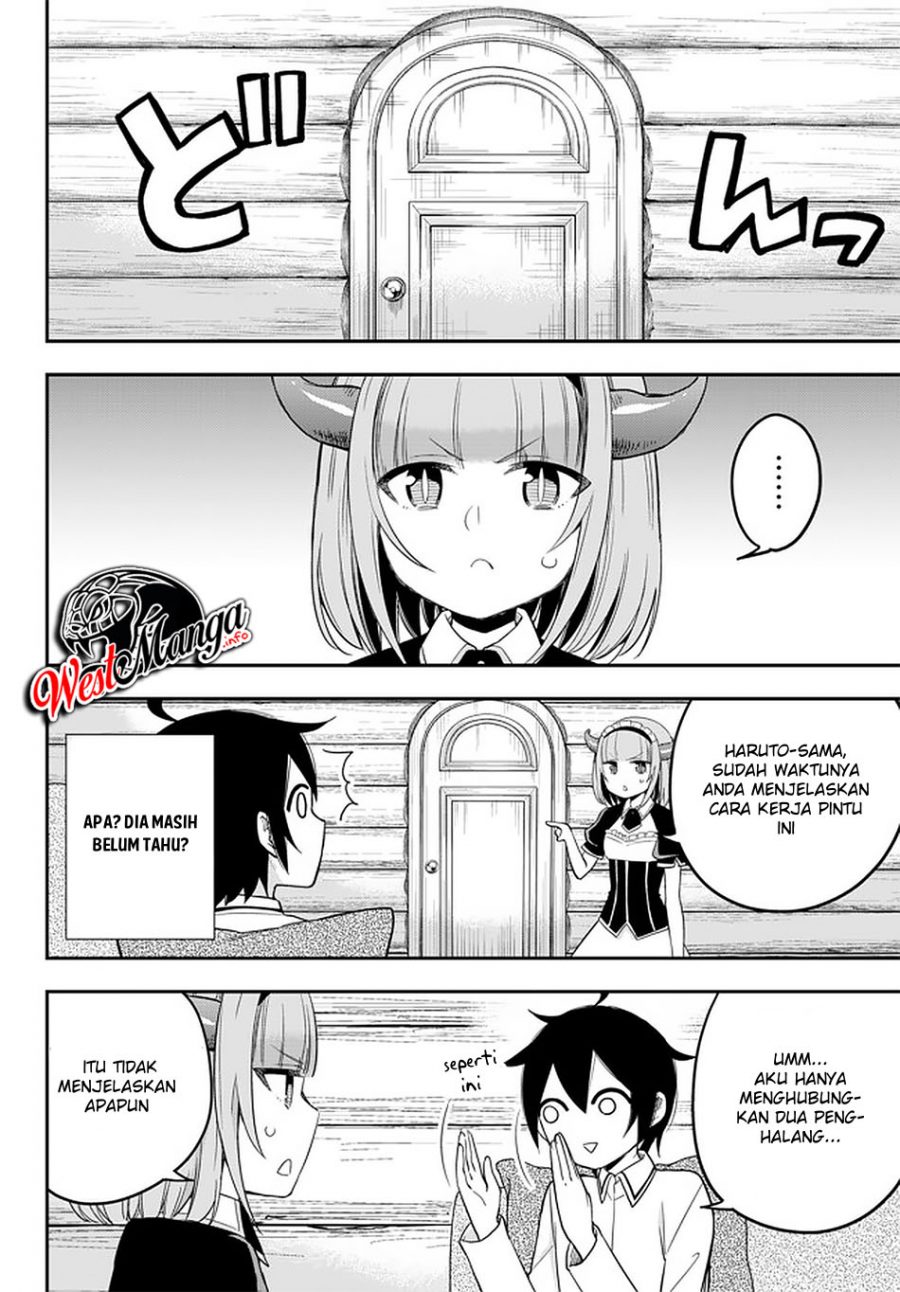 どんっ
……
WestManga
.info
HARUTO-SAMA,
SUDAH WAKTUNYA
ANDA MENJELASKAN
CARA KERJA PINTU
INI
APA? DIA MASIH
BELUM TAHU?
UMM...
AKU HANYA
MENGHUBUNG-
KAN DUA PENG-
HALANG...
seperti
ini
ITU TIDAK
MENJELASKAN
APAPUN